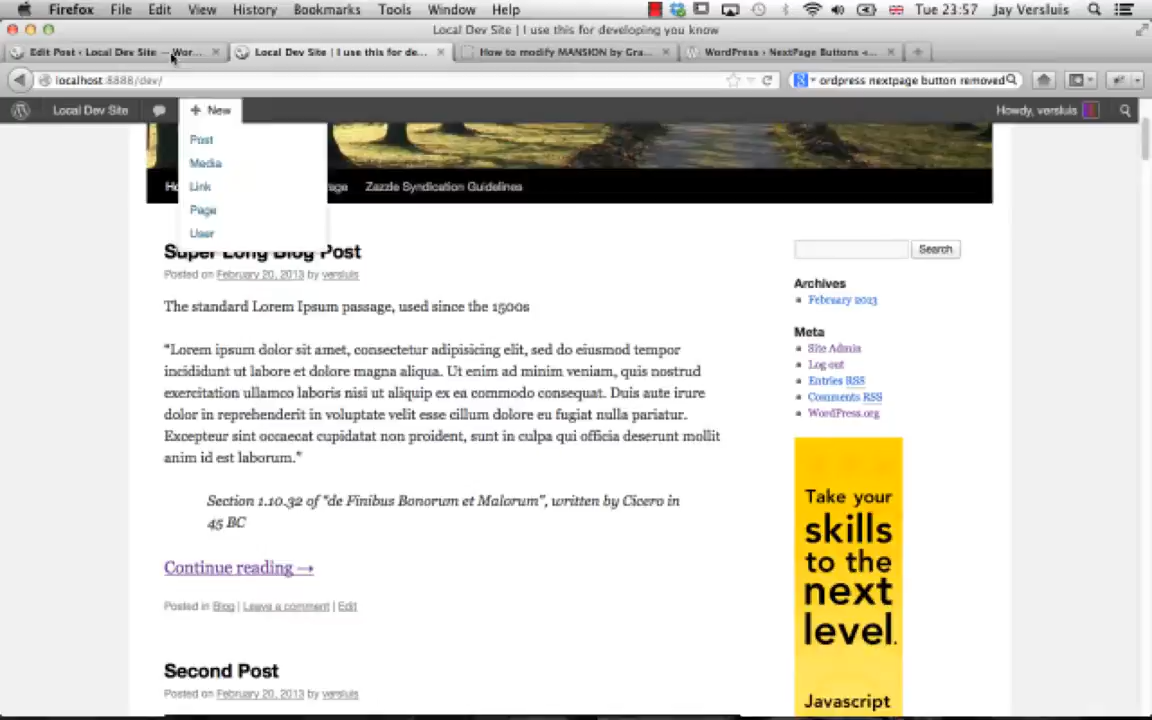 Firefox File Edit View History Bookmarks Tools Window Help Tue 23:57 Jay Versluis
Local Dev Site | I use this for developing you know
Edit Post ‹ Local Dev Site — Wor... Local Dev Site | I use this for de... How to modify MANSION by Gra... WordPress › NextPage Buttons «...
localhost:8888/dev/ ordpress nextpage button removed
Local Dev Site + New Howdy, versluis
Post
Media
Link
Page
User
Zazzle Syndication Guidelines
Super Long Blog Post
Posted on February 20, 2013 by versluis
The standard Lorem Ipsum passage, used since the 1500s
"Lorem ipsum dolor sit amet, consectetur adipisicing elit, sed do eiusmod tempor
incididunt ut labore et dolore magna aliqua. Ut enim ad minim veniam, quis nostrud
exercitation ullamco laboris nisi ut aliquip ex ea commodo consequat. Duis aute irure
dolor in reprehenderit in voluptate velit esse cillum dolore eu fugiat nulla pariatur.
Excepteur sint occaecat cupidatat non proident, sunt in culpa qui officia deserunt mollit
anim id est laborum."
Section 1.10.32 of "de Finibus Bonorum et Malorum", written by Cicero in
45 BC
Continue reading →
Posted in Blog | Leave a comment | Edit
Second Post
Posted on February 20, 2013 by versluis
Search
Archives
February 2013
Meta
Site Admin
Log out
Entries RSS
Comments RSS
WordPress.org
Take your
skills
to the
next
level.
Javascript